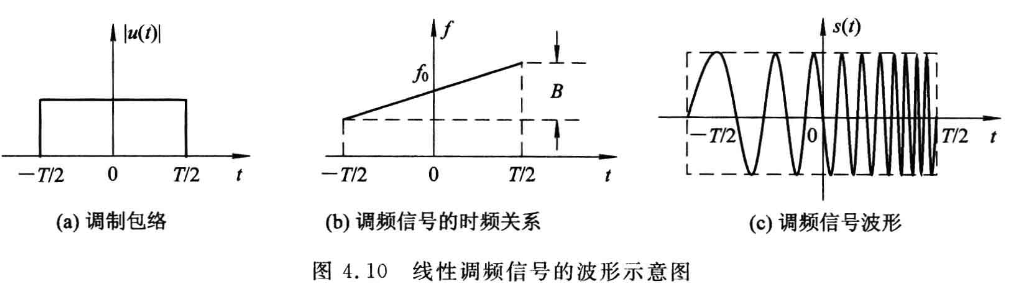 |u(t)|
−T/2 0 T/2 t
(a) 调制包络
f
f₀
B
−T/2 0 T/2 t
(b) 调频信号的时频关系
s(t)
−T/2 0 T/2 t
(c) 调频信号波形
图 4.10 线性调频信号的波形示意图